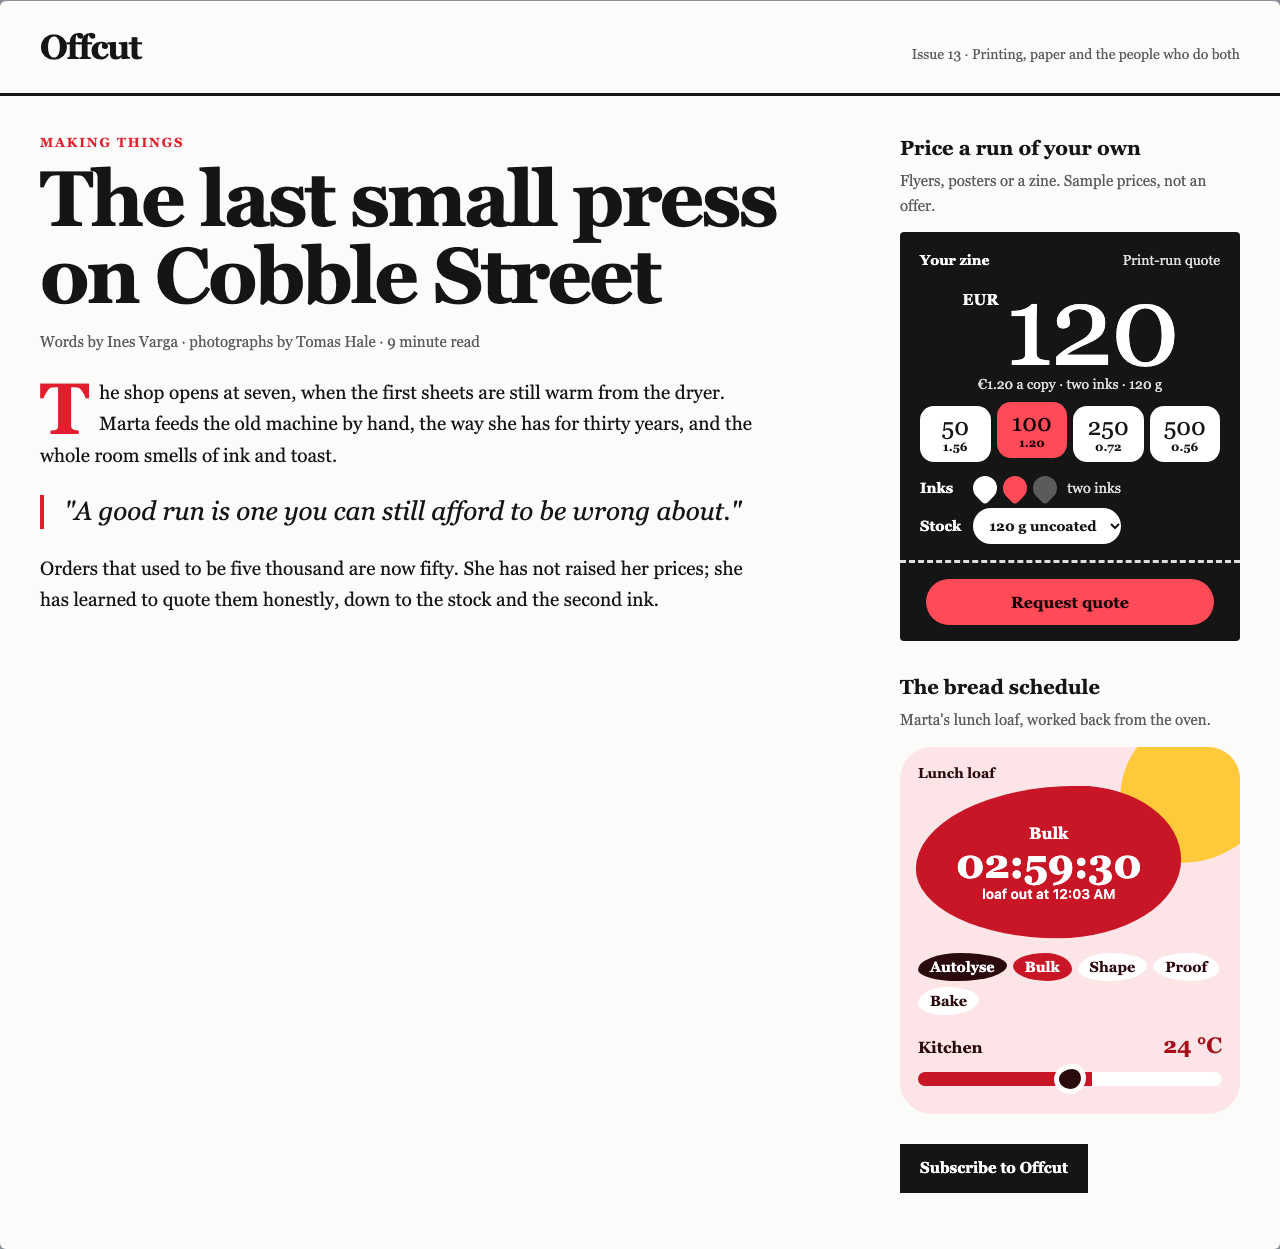 Offcut
Issue 13 · Printing, paper and the people who do both
MAKING THINGS
The last small press
on Cobble Street
Words by Ines Varga · photographs by Tomas Hale · 9 minute read
The shop opens at seven, when the first sheets are still warm from the dryer.
Marta feeds the old machine by hand, the way she has for thirty years, and the
whole room smells of ink and toast.
"A good run is one you can still afford to be wrong about."
Orders that used to be five thousand are now fifty. She has not raised her prices; she
has learned to quote them honestly, down to the stock and the second ink.
Price a run of your own
Flyers, posters or a zine. Sample prices, not an
offer.
Your zine Print-run quote
EUR 120
€1.20 a copy · two inks · 120 g
50 100 250 500
1.56 1.20 0.72 0.56
Inks two inks
Stock 120 g uncoated
Request quote
The bread schedule
Marta's lunch loaf, worked back from the oven.
Lunch loaf
Bulk
02:59:30
loaf out at 12:03 AM
Autolyse Bulk Shape Proof
Bake
Kitchen 24 °C
Subscribe to Offcut